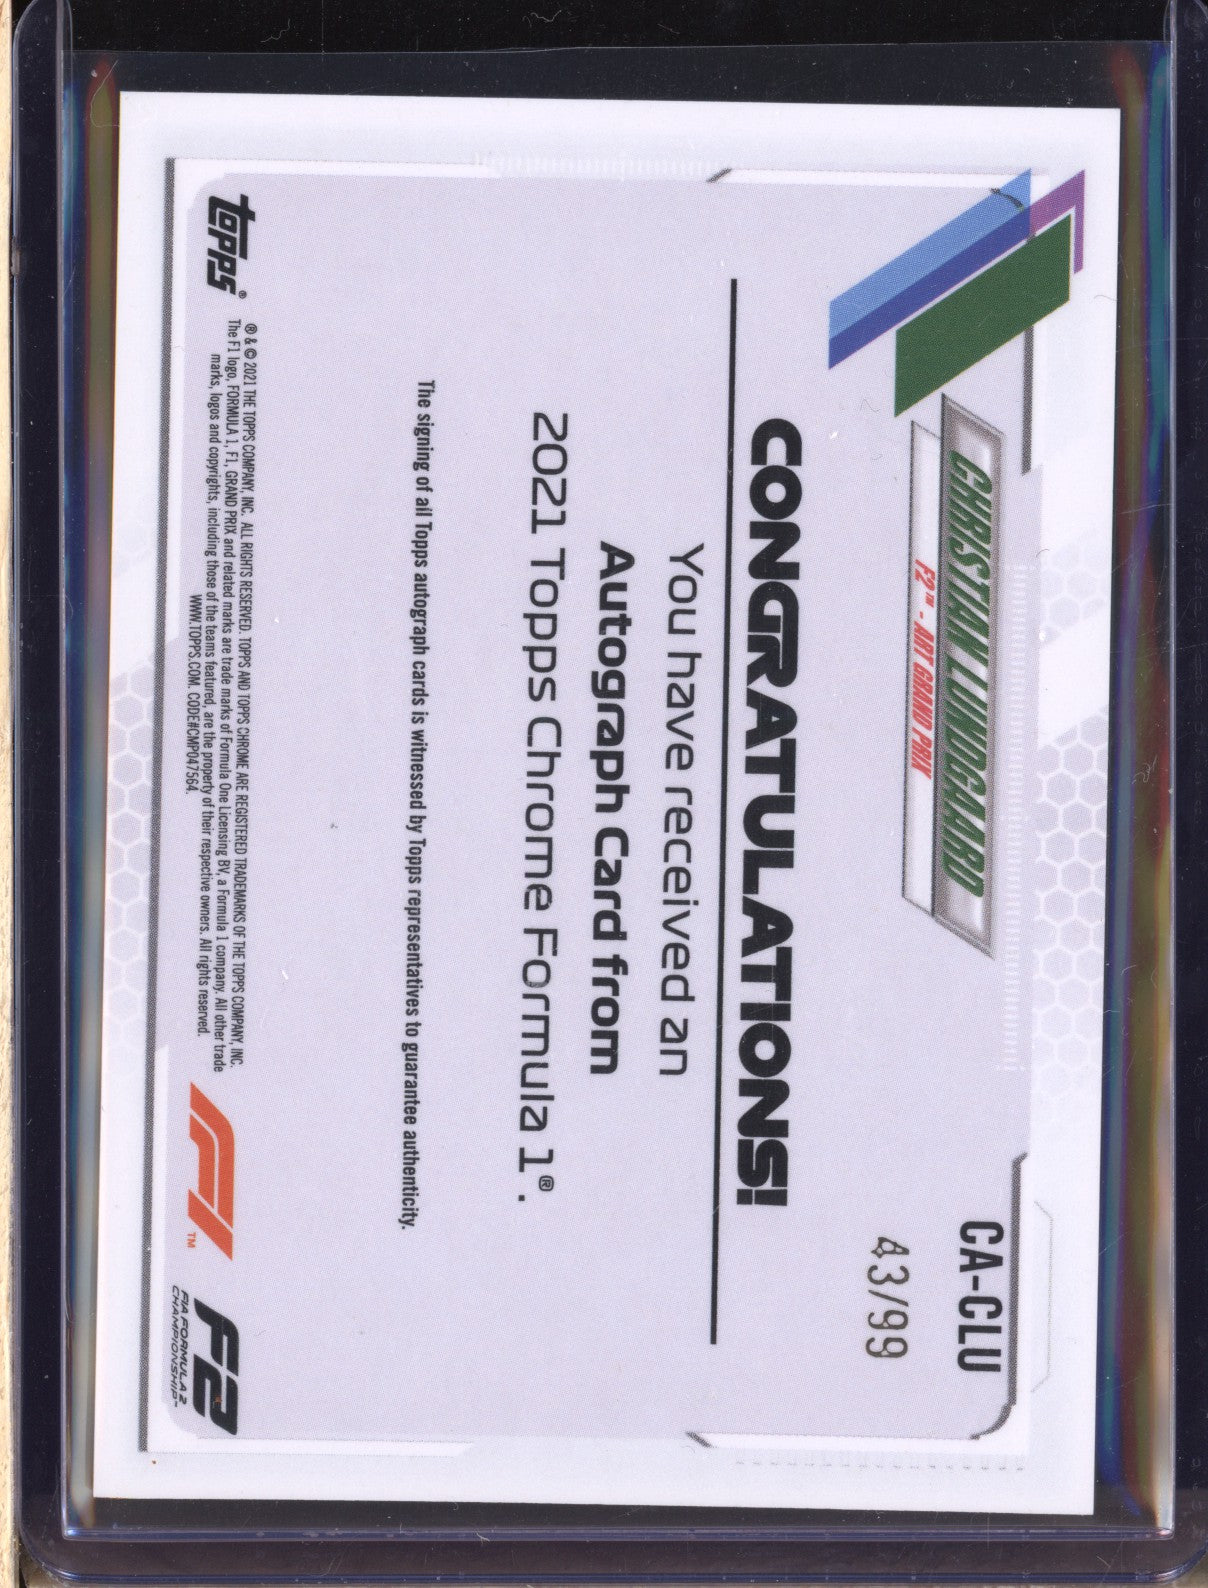 CA-CLU
43/99
CHRISTIAN LUNDGAARD
F2™ - ART GRAND PRIX
CONGRATULATIONS!
You have received an
Autograph Card from
2021 Topps Chrome Formula 1®.
The signing of all Topps autograph cards is witnessed by Topps representatives to guarantee authenticity.
Topps®
® & © 2021 THE TOPPS COMPANY, INC. ALL RIGHTS RESERVED. TOPPS AND TOPPS CHROME ARE REGISTERED TRADEMARKS OF THE TOPPS COMPANY, INC.
The F1 logo, FORMULA 1, F1, GRAND PRIX and related marks are trade marks of Formula One Licensing BV, a Formula 1 company. All other trade
marks, logos and copyrights, including those of the teams featured, are the property of their respective owners. All rights reserved.
WWW.TOPPS.COM. CODE#CMP047564
F1™
F2
FIA FORMULA 2
CHAMPIONSHIP™